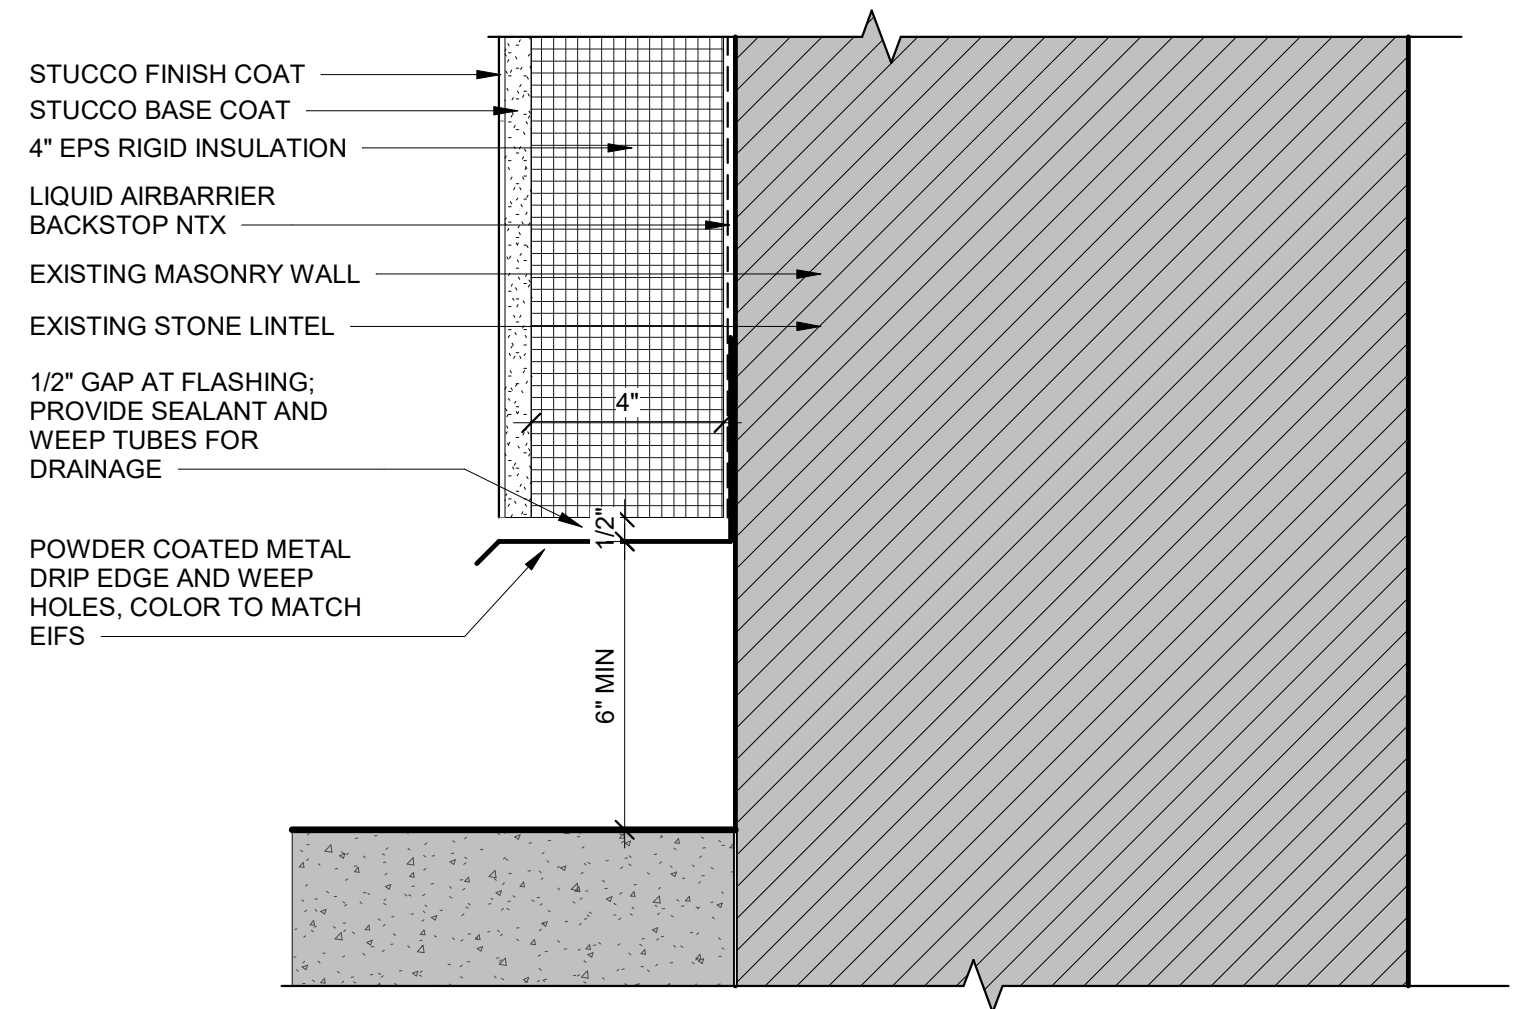 STUCCO FINISH COAT
STUCCO BASE COAT
4" EPS RIGID INSULATION
LIQUID AIRBARRIER
BACKSTOP NTX
EXISTING MASONRY WALL
EXISTING STONE LINTEL
1/2" GAP AT FLASHING;
PROVIDE SEALANT AND
WEEP TUBES FOR
DRAINAGE
POWDER COATED METAL
DRIP EDGE AND WEEP
HOLES, COLOR TO MATCH
EIFS
4"
1/2"
6" MIN